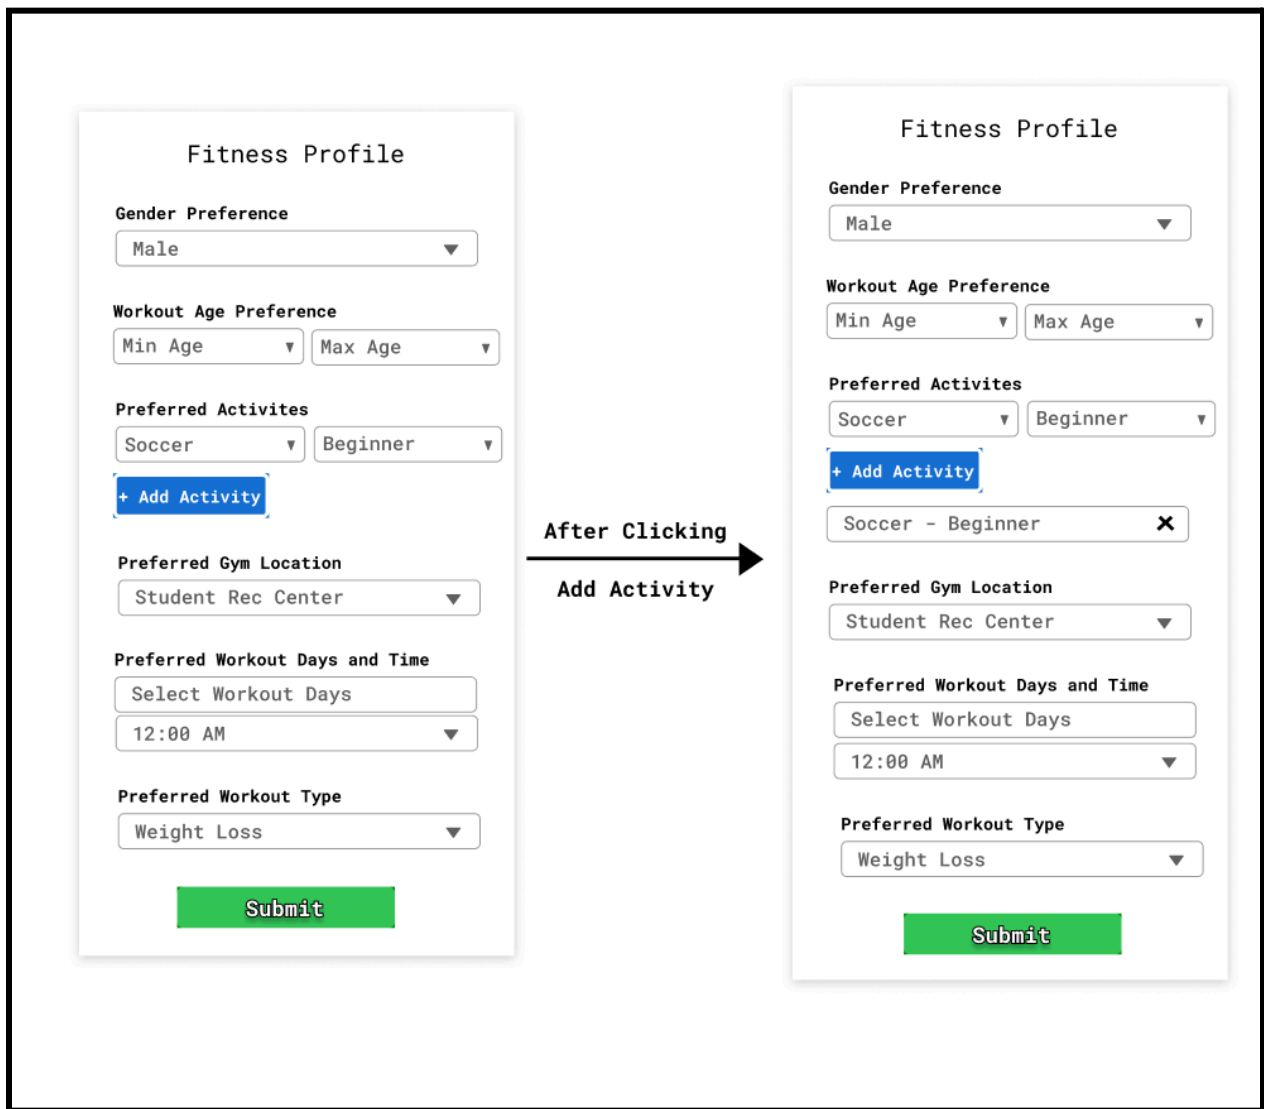 Fitness Profile
Gender Preference
Male
Workout Age Preference
Min Age
Max Age
Preferred Activites
Soccer
Beginner
+ Add Activity
Preferred Gym Location
Student Rec Center
Preferred Workout Days and Time
Select Workout Days
12:00 AM
Preferred Workout Type
Weight Loss
Submit
After Clicking
Add Activity
Fitness Profile
Gender Preference
Male
Workout Age Preference
Min Age
Max Age
Preferred Activites
Soccer
Beginner
+ Add Activity
Soccer - Beginner
Preferred Gym Location
Student Rec Center
Preferred Workout Days and Time
Select Workout Days
12:00 AM
Preferred Workout Type
Weight Loss
Submit